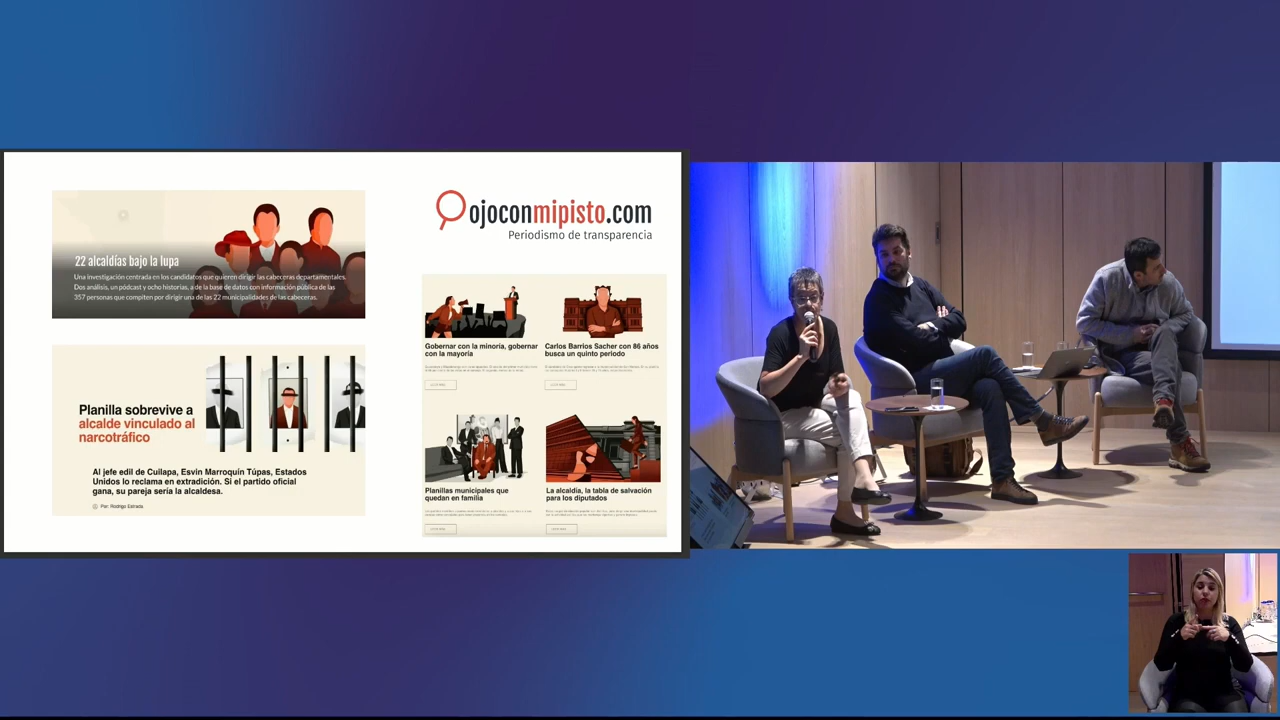 22 alcaldías bajo la lupa
Una investigación centrada en los candidatos que quieren dirigir las cabeceras departamentales.
Dos análisis, un pódcast y ocho historias, a de la base de datos con información pública de las
357 personas que compiten por dirigir una de las 22 municipalidades de las cabeceras.
Planilla sobrevive a
alcalde vinculado al
narcotráfico
Al jefe edil de Cuilapa, Esvin Marroquín Túpas, Estados
Unidos lo reclama en extradición. Si el partido oficial
gana, su pareja sería la alcaldesa.
Por: Rodrigo Estrada
ojoconmipisto.com
Periodismo de transparencia
Gobernar con la minoría, gobernar
con la mayoría
Carlos Barrios Sacher con 86 años
busca un quinto periodo
Planillas municipales que
quedan en familia
La alcaldía, la tabla de salvación
para los diputados